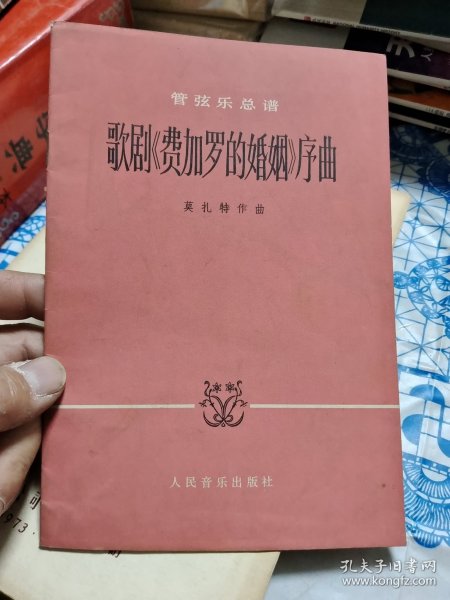 管弦乐总谱
歌剧《费加罗的婚姻》序曲
莫扎特作曲
人民音乐出版社
1973.
孔夫子旧书网
www.kongfz.com